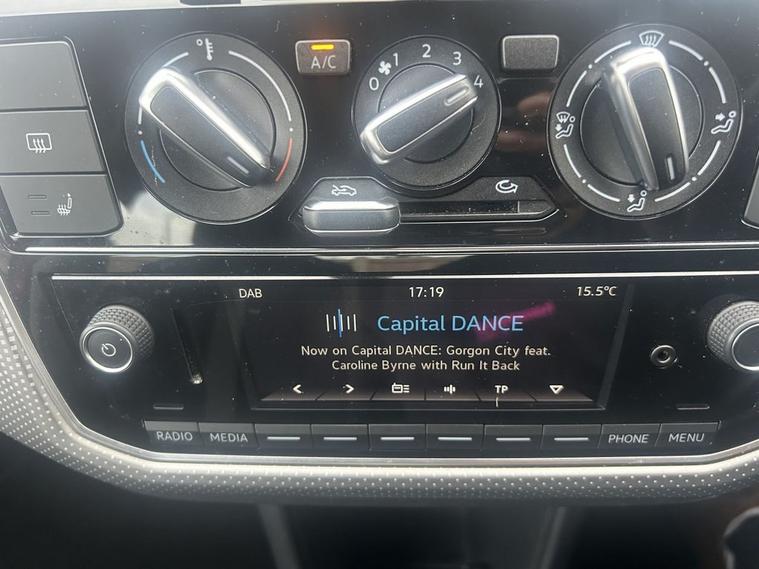 A/C
0 1 2 3 4
DAB 17:19 15.5°C
Capital DANCE
Now on Capital DANCE: Gorgon City feat.
Caroline Byrne with Run It Back
TP
RADIO MEDIA PHONE MENU